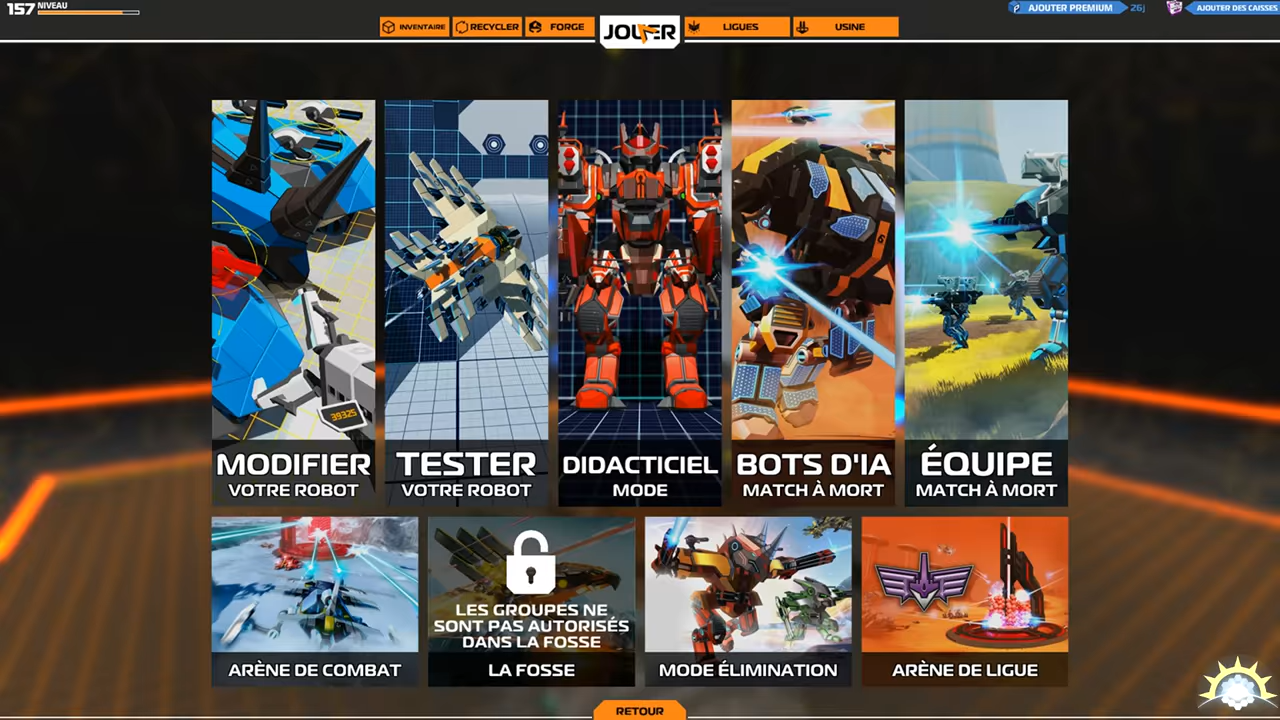 157 NIVEAU
AJOUTER PREMIUM 26j
AJOUTER DES CAISSES
INVENTAIRE
RECYCLER
FORGE
JOUER
LIGUES
USINE
39325
MODIFIER
VOTRE ROBOT
TESTER
VOTRE ROBOT
DIDACTICIEL
MODE
BOTS D'IA
MATCH À MORT
ÉQUIPE
MATCH À MORT
ARÈNE DE COMBAT
LES GROUPES NE
SONT PAS AUTORISÉS
DANS LA FOSSE
LA FOSSE
MODE ÉLIMINATION
ARÈNE DE LIGUE
RETOUR